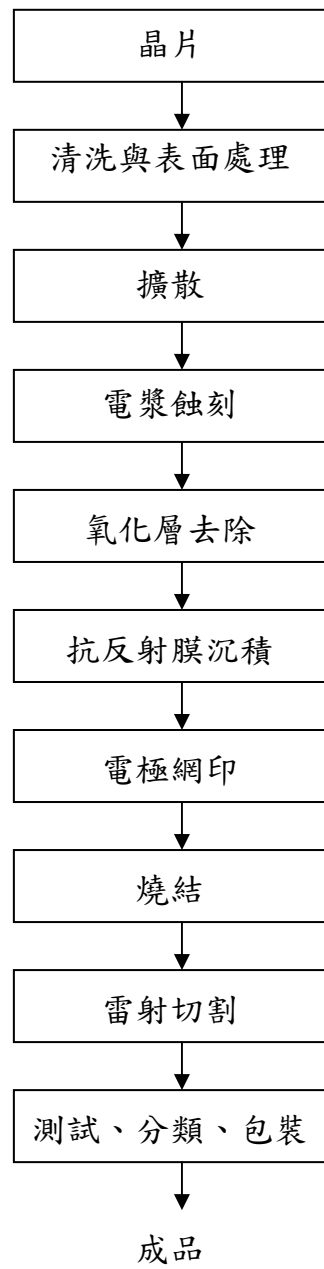 晶片
清洗與表面處理
擴散
電漿蝕刻
氧化層去除
抗反射膜沉積
電極網印
燒結
雷射切割
測試、分類、包裝
成品